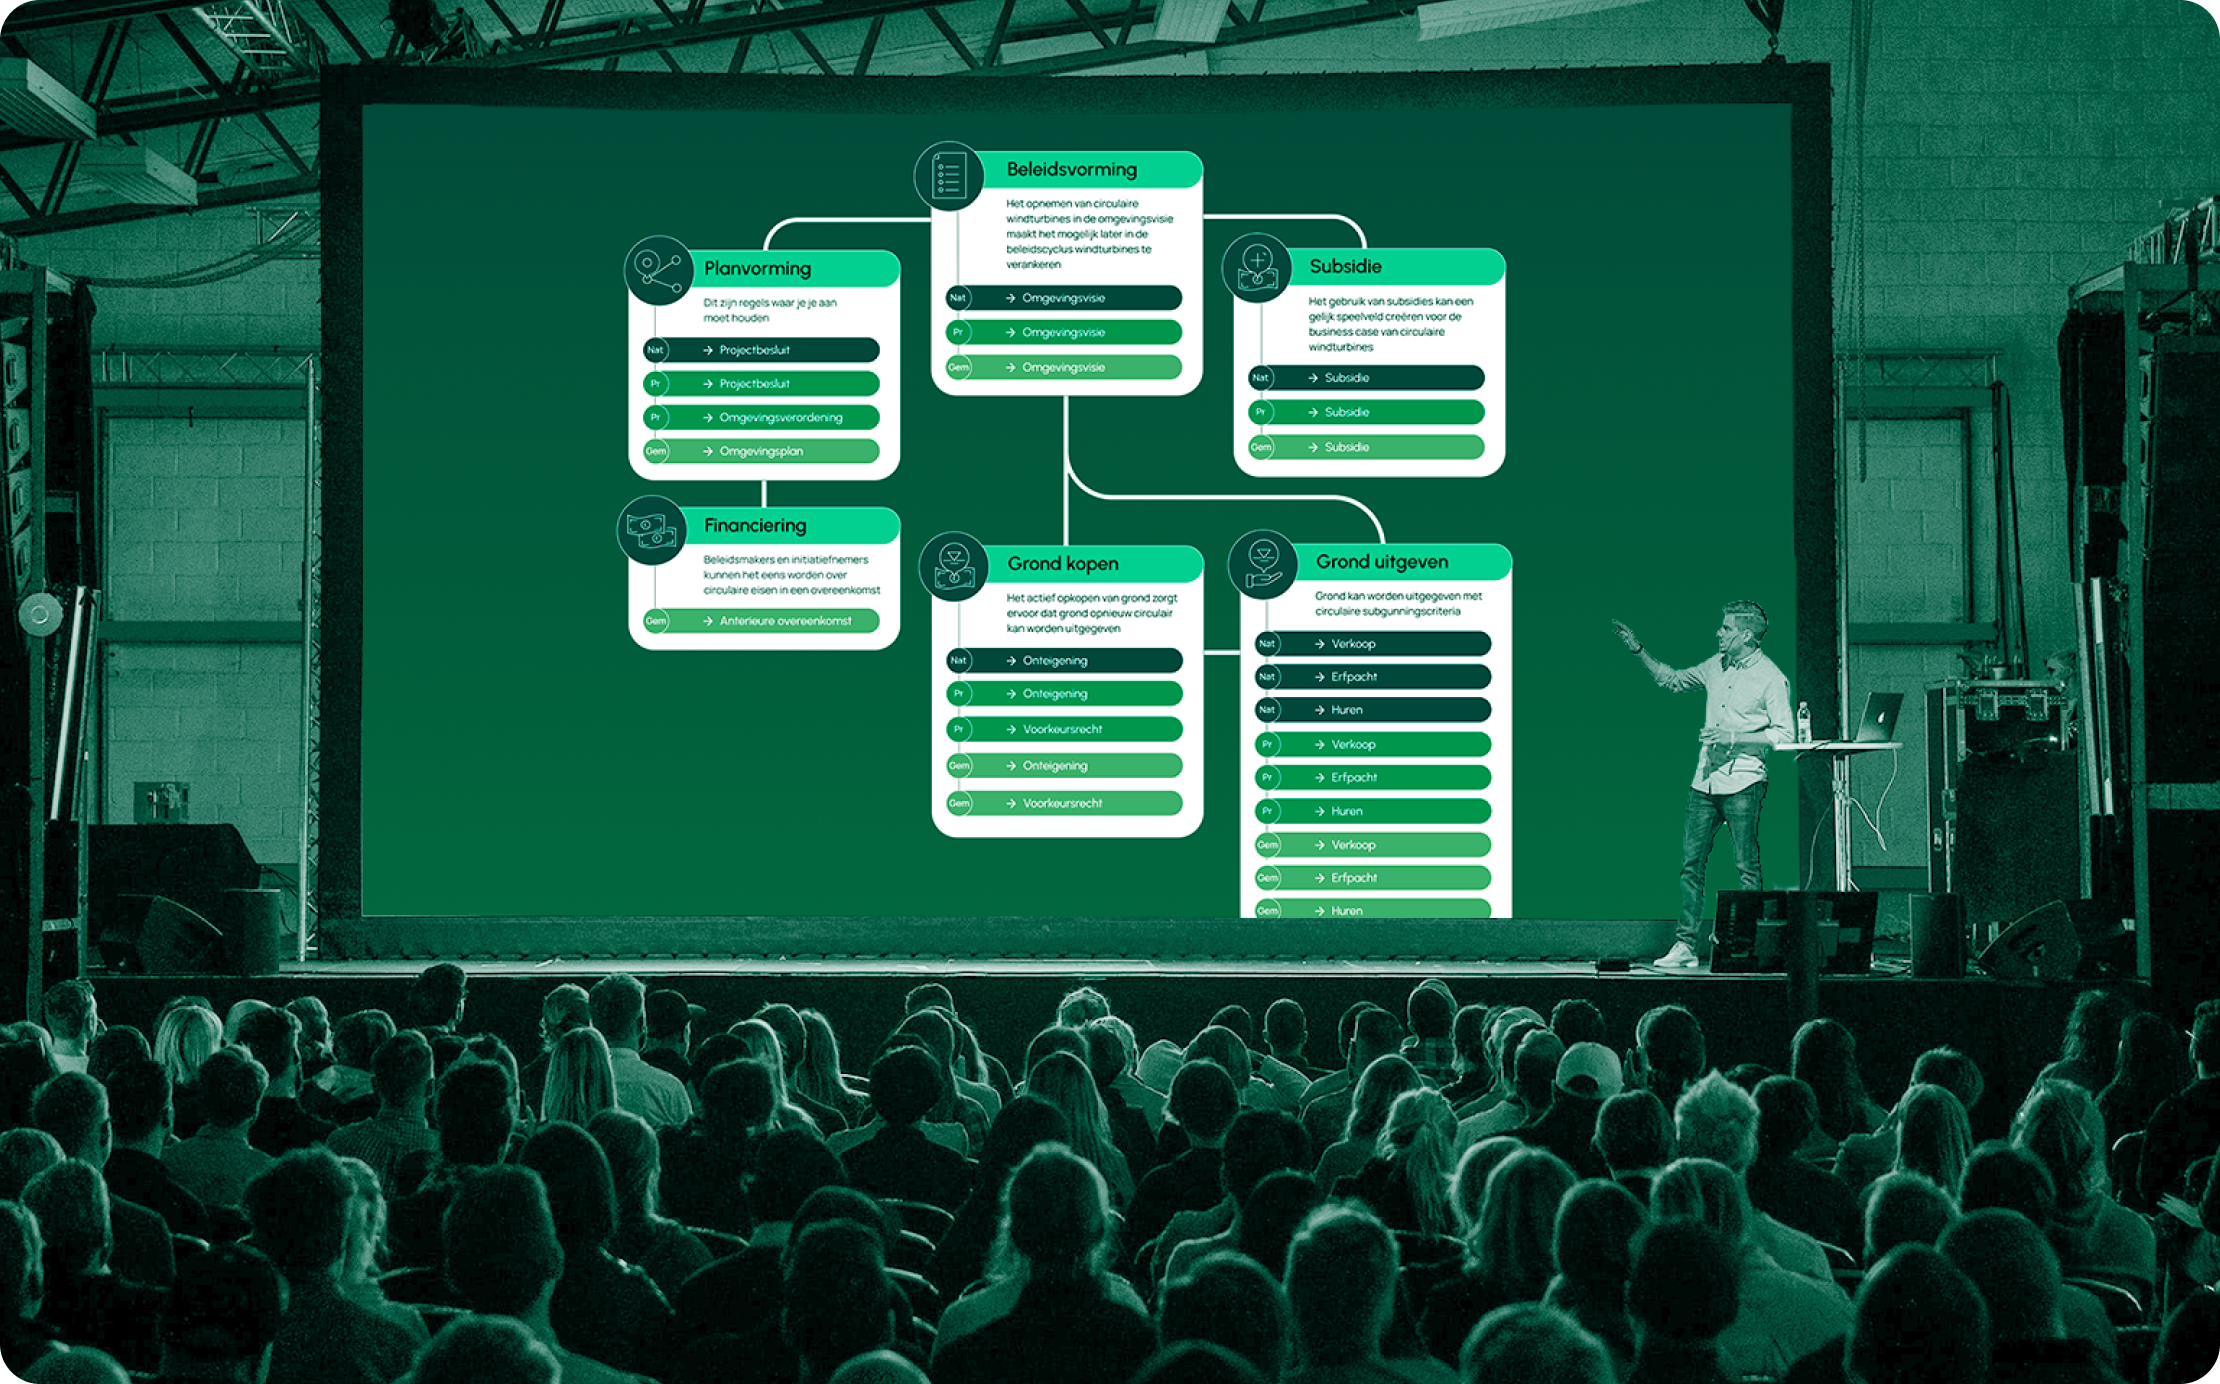 Beleidsvorming
Het opnemen van circulaire
windturbines in de omgevingsvisie
maakt het mogelijk later in de
beleidscyclus windturbines te
verankeren
Nat → Omgevingsvisie
Pr → Omgevingsvisie
Gem → Omgevingsvisie
Planvorming
Dit zijn regels waar je je aan
moet houden
Nat → Projectbesluit
Pr → Projectbesluit
Pr → Omgevingsverordening
Gem → Omgevingsplan
Subsidie
Het gebruik van subsidies kan een
gelijk speelveld creëren voor de
business case van circulaire
windturbines
Nat → Subsidie
Pr → Subsidie
Gem → Subsidie
Financiering
Beleidsmakers en initiatiefnemers
kunnen het eens worden over
circulaire eisen in een overeenkomst
Gem → Anterieure overeenkomst
Grond kopen
Het actief opkopen van grond zorgt
ervoor dat grond opnieuw circulair
kan worden uitgegeven
Nat → Onteigening
Pr → Onteigening
Pr → Voorkeursrecht
Gem → Onteigening
Gem → Voorkeursrecht
Grond uitgeven
Grond kan worden uitgegeven met
circulaire subgunningscriteria
Nat → Verkoop
Nat → Erfpacht
Nat → Huren
Pr → Verkoop
Pr → Erfpacht
Pr → Huren
Gem → Verkoop
Gem → Erfpacht
Gem → Huren